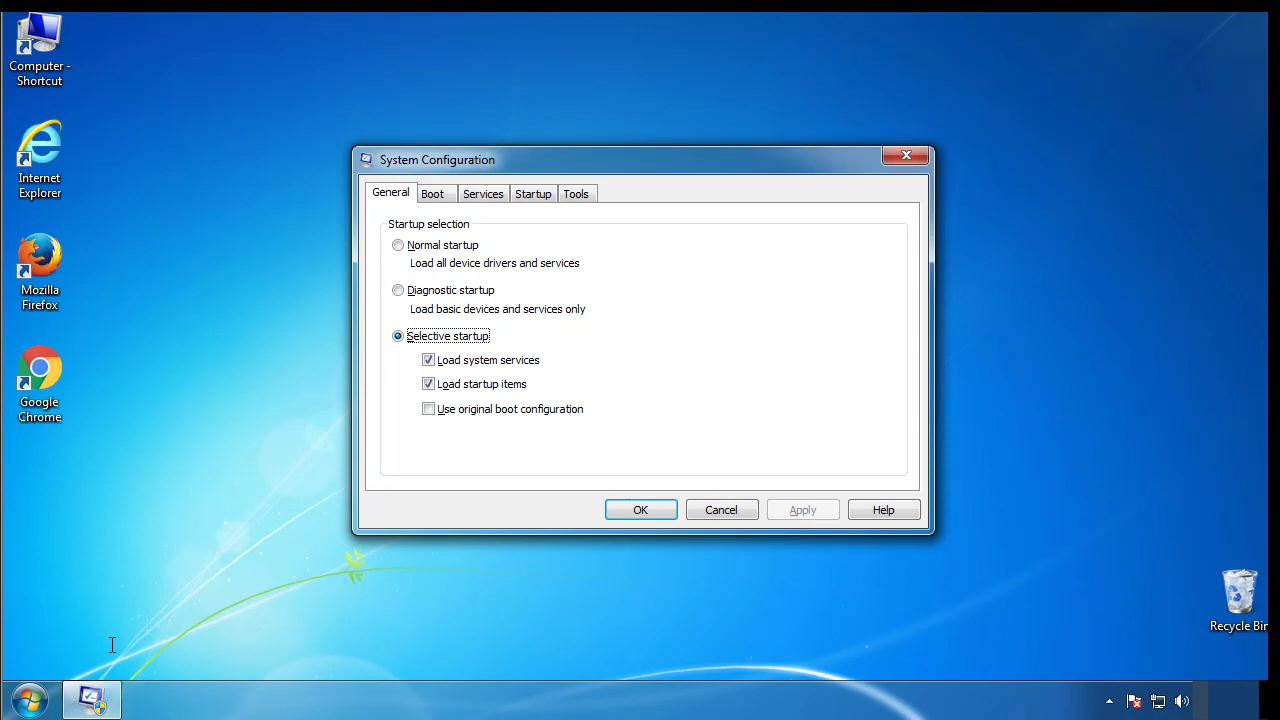 Computer -
Shortcut
Internet
Explorer
Mozilla
Firefox
Google
Chrome
System Configuration
General
Boot
Services
Startup
Tools
Startup selection
Normal startup
Load all device drivers and services
Diagnostic startup
Load basic devices and services only
Selective startup
Load system services
Load startup items
Use original boot configuration
OK
Cancel
Apply
Help
Recycle Bin